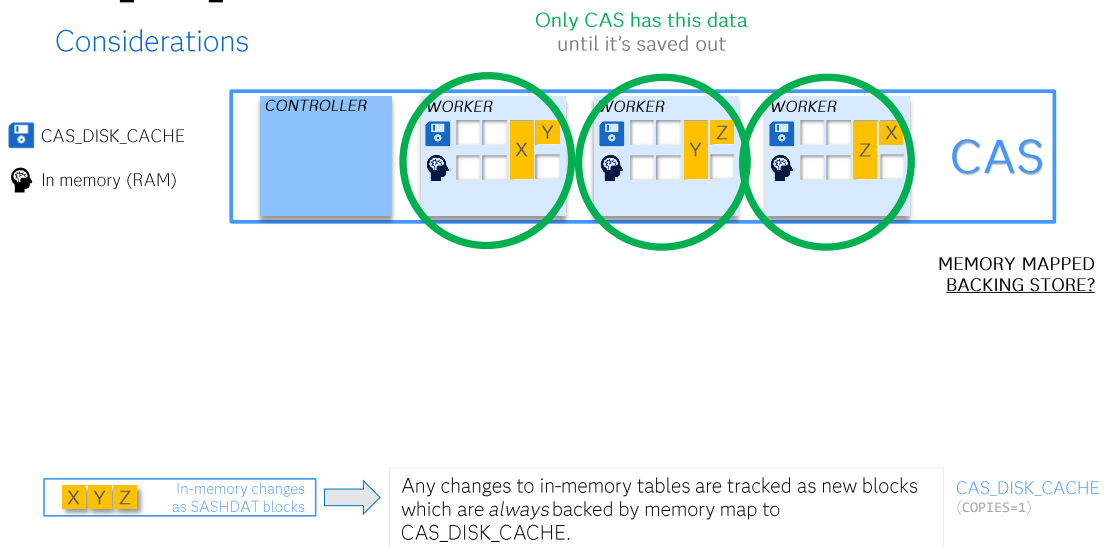 Considerations
Only CAS has this data
until it's saved out
CONTROLLER
WORKER
WORKER
WORKER
CAS_DISK_CACHE
In memory (RAM)
X
Y
Y
Z
Z
X
CAS
MEMORY MAPPED
BACKING STORE?
X Y Z
In-memory changes
as SASHDAT blocks
Any changes to in-memory tables are tracked as new blocks
which are always backed by memory map to
CAS_DISK_CACHE.
CAS_DISK_CACHE
(COPIES=1)